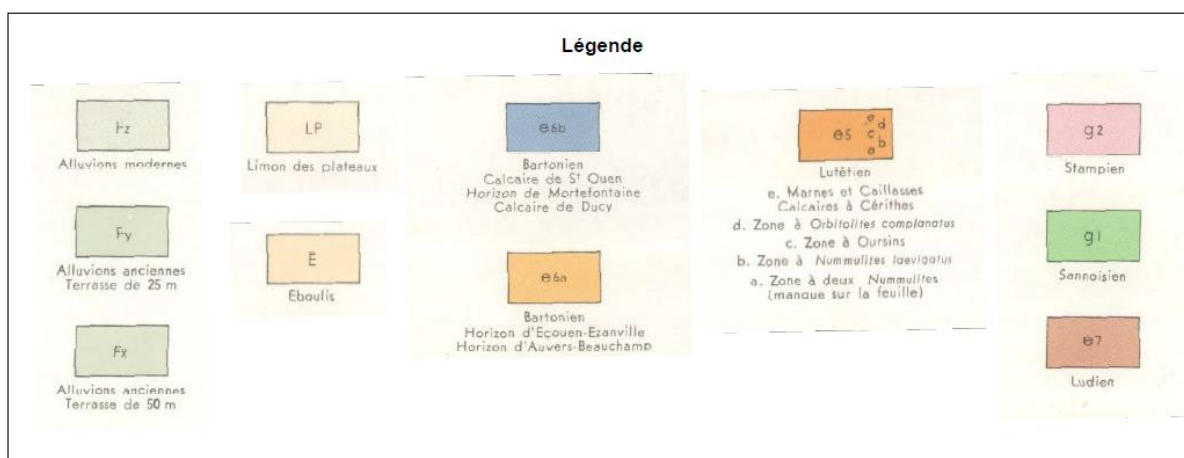 Légende
Fz
Alluvions modernes
Fy
Alluvions anciennes
Terrasse de 25 m
Fx
Alluvions anciennes
Terrasse de 50 m
LP
Limon des plateaux
E
Eboulis
e6b
Bartonien
Calcaire de St Ouen
Horizon de Mortefontaine
Calcaire de Ducy
e6a
Bartonien
Horizon d'Ecouen-Ezanville
Horizon d'Auvers-Beauchamp
e5 e d c b a
Lutétien
e. Marnes et Caillasses
Calcaires à Cérithes
d. Zone à Orbitolites complanatus
c. Zone à Oursins
b. Zone à Nummulites laevigatus
a. Zone à deux Nummulites
(manque sur la feuille)
g2
Stampien
g1
Sannoisien
e7
Ludien